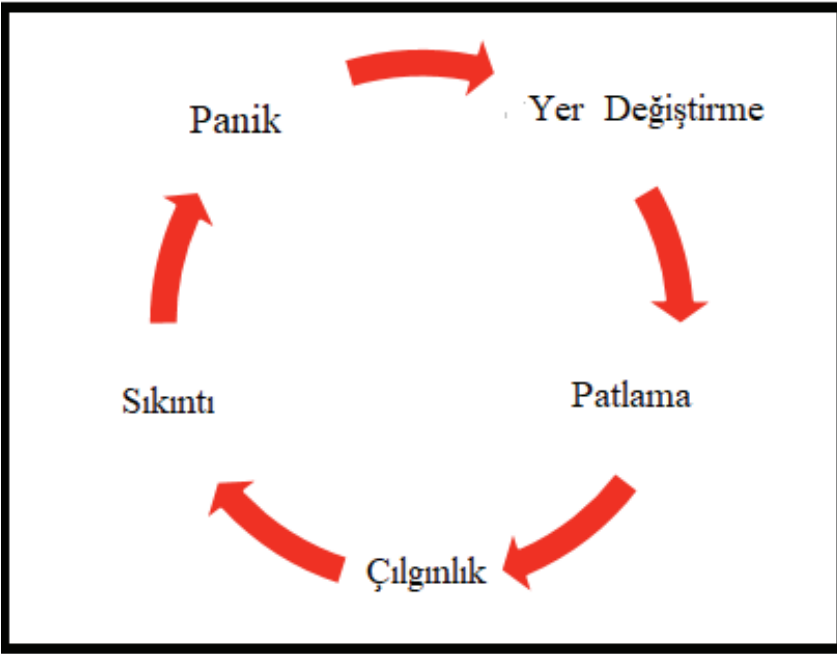 Panik
Yer Değiştirme
Patlama
Çılgınlık
Sıkıntı